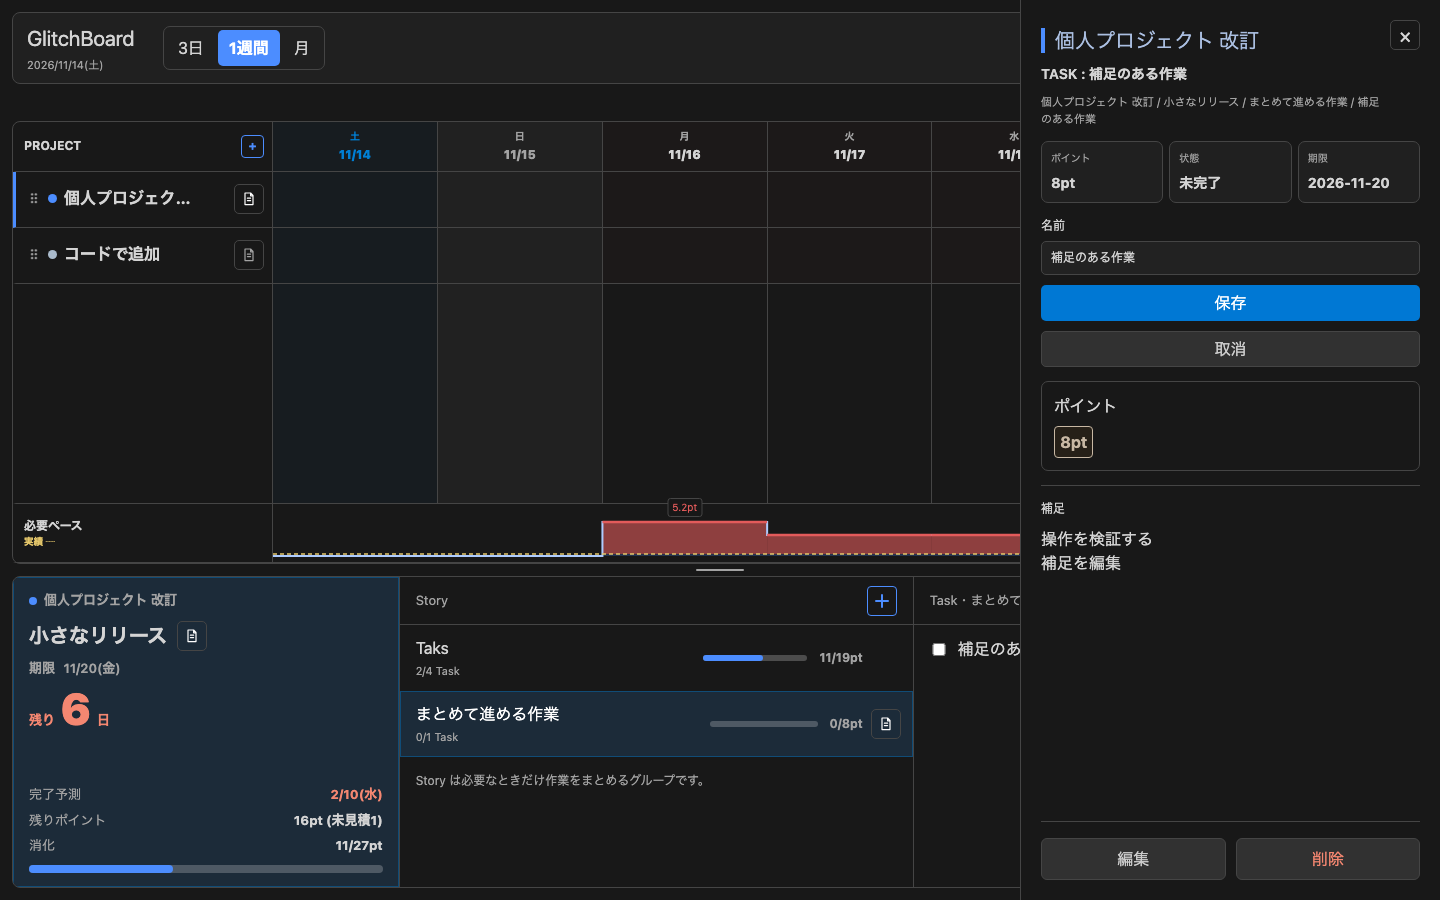 GlitchBoard
2026/11/14(土)
3日 1週間 月
PROJECT
+
土
11/14
日
11/15
月
11/16
火
11/17
水
個人プロジェク...
コードで追加
必要ペース
実績
5.2pt
個人プロジェクト 改訂
小さなリリース
期限 11/20(金)
残り 6 日
完了予測 2/10(水)
残りポイント 16pt (未見積1)
消化 11/27pt
Story
+
Taks
2/4 Task
11/19pt
まとめて進める作業
0/1 Task
0/8pt
Story は必要なときだけ作業をまとめるグループです。
Task・まとめて
補足のあ
個人プロジェクト 改訂
×
TASK : 補足のある作業
個人プロジェクト 改訂 / 小さなリリース / まとめて進める作業 / 補足
のある作業
ポイント
8pt
状態
未完了
期限
2026-11-20
名前
補足のある作業
保存
取消
ポイント
8pt
補足
操作を検証する
補足を編集
編集
削除